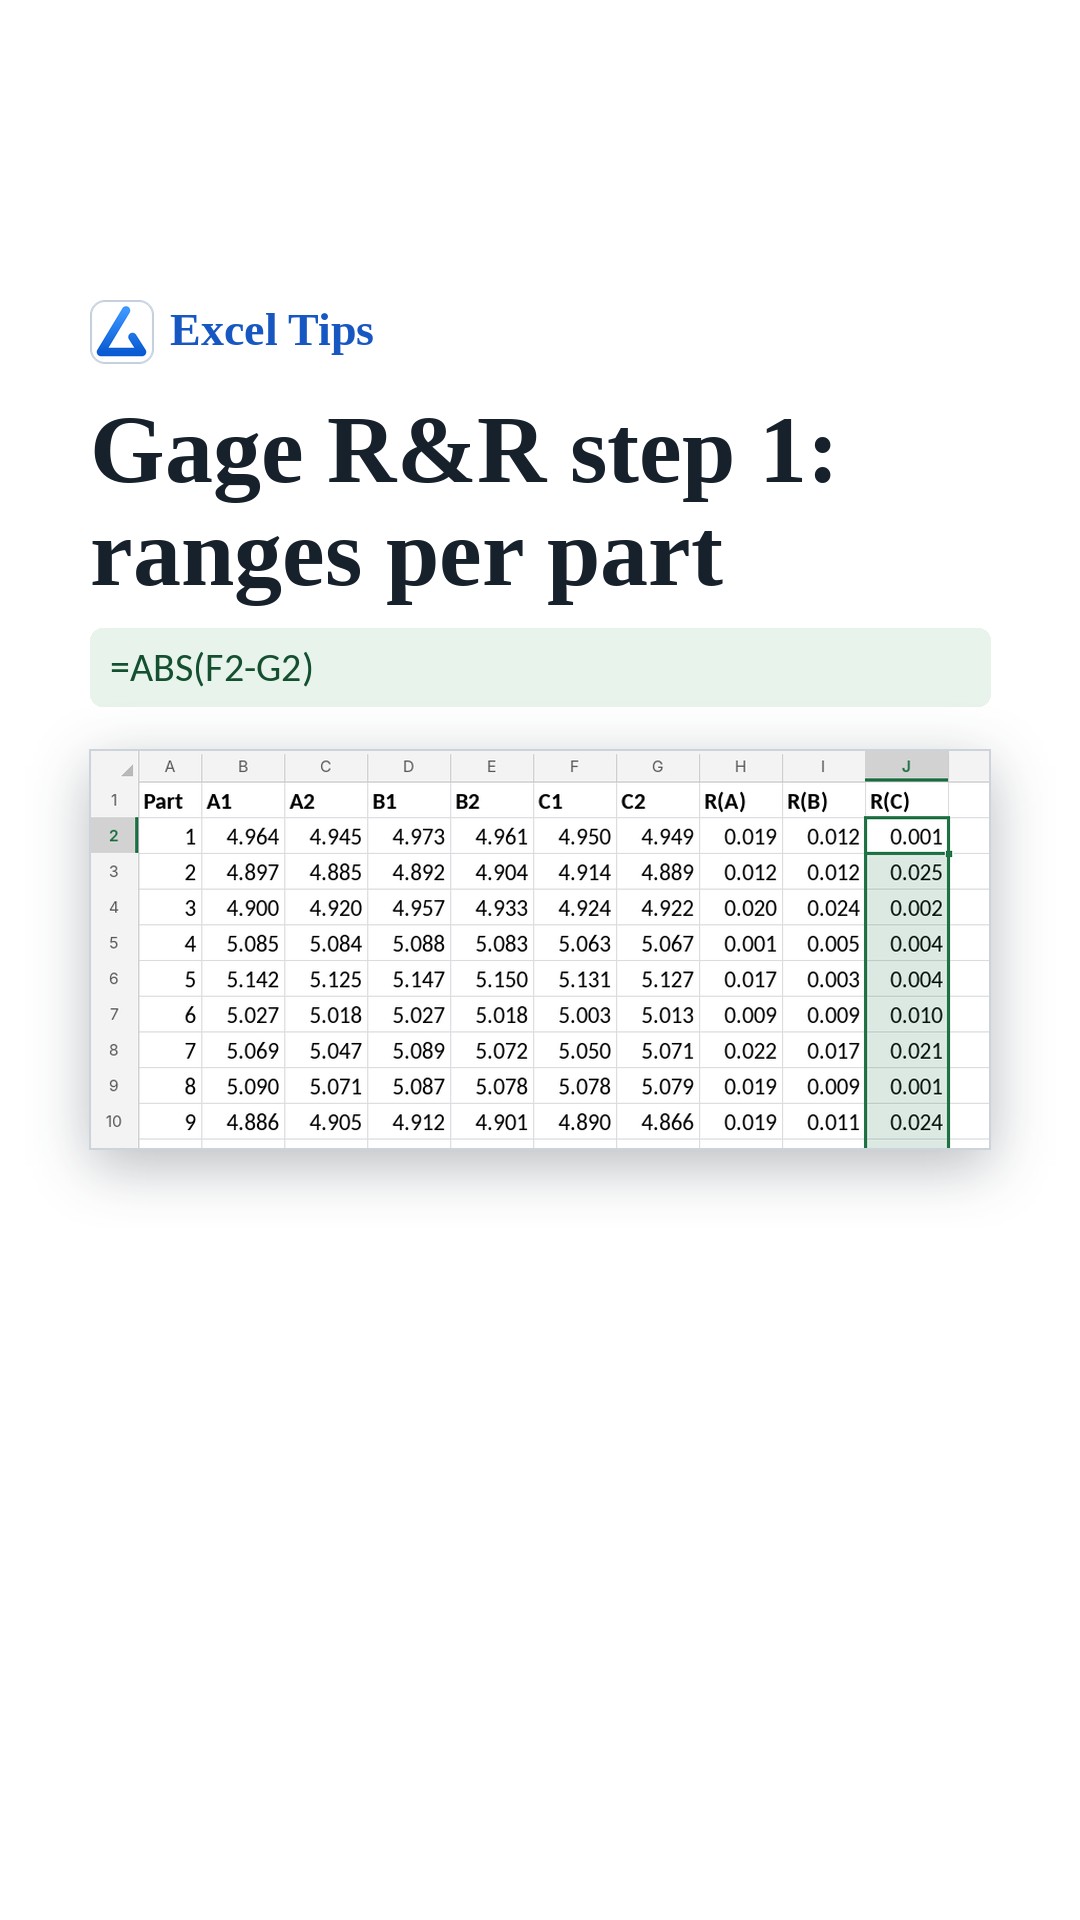 Excel Tips
Gage R&R step 1:
ranges per part
=ABS(F2-G2)
A B C D E F G H I J
1 Part A1 A2 B1 B2 C1 C2 R(A) R(B) R(C)
2 1 4.964 4.945 4.973 4.961 4.950 4.949 0.019 0.012 0.001
3 2 4.897 4.885 4.892 4.904 4.914 4.889 0.012 0.012 0.025
4 3 4.900 4.920 4.957 4.933 4.924 4.922 0.020 0.024 0.002
5 4 5.085 5.084 5.088 5.083 5.063 5.067 0.001 0.005 0.004
6 5 5.142 5.125 5.147 5.150 5.131 5.127 0.017 0.003 0.004
7 6 5.027 5.018 5.027 5.018 5.003 5.013 0.009 0.009 0.010
8 7 5.069 5.047 5.089 5.072 5.050 5.071 0.022 0.017 0.021
9 8 5.090 5.071 5.087 5.078 5.078 5.079 0.019 0.009 0.001
10 9 4.886 4.905 4.912 4.901 4.890 4.866 0.019 0.011 0.024